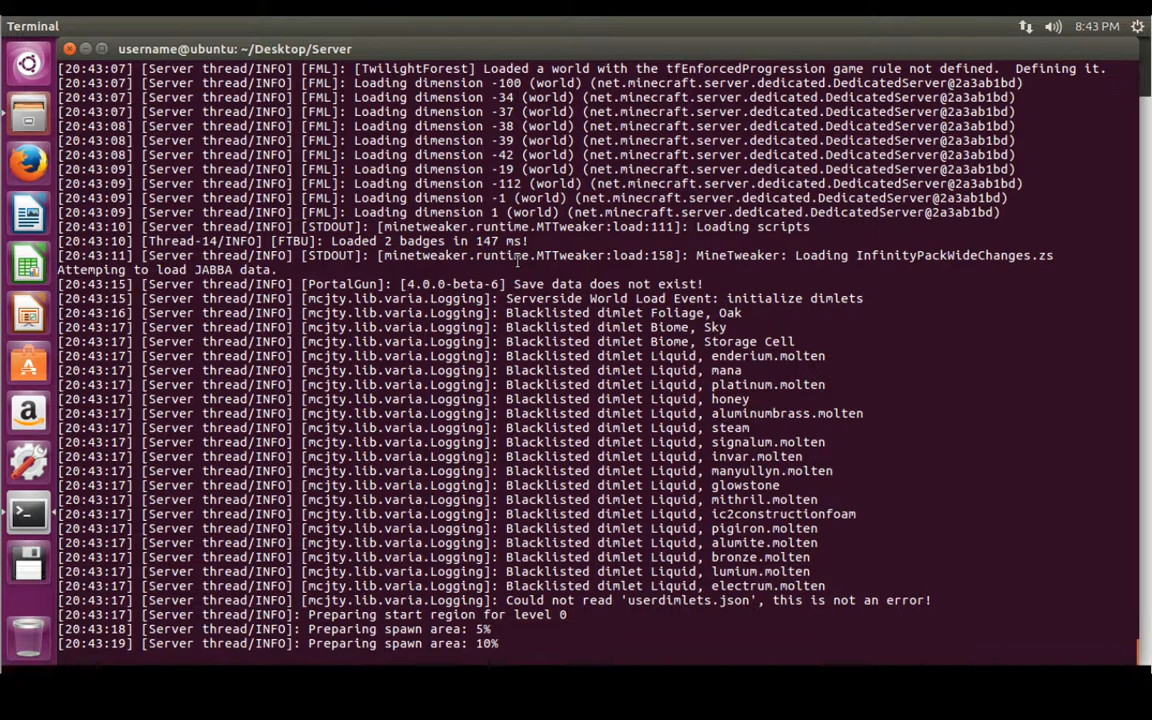 Terminal
8:43 PM
username@ubuntu: ~/Desktop/Server
[20:43:07] [Server thread/INFO] [FML]: [TwilightForest] Loaded a world with the tfEnforcedProgression game rule not defined.  Defining it.
[20:43:07] [Server thread/INFO] [FML]: Loading dimension -100 (world) (net.minecraft.server.dedicated.DedicatedServer@2a3ab1bd)
[20:43:07] [Server thread/INFO] [FML]: Loading dimension -34 (world) (net.minecraft.server.dedicated.DedicatedServer@2a3ab1bd)
[20:43:07] [Server thread/INFO] [FML]: Loading dimension -37 (world) (net.minecraft.server.dedicated.DedicatedServer@2a3ab1bd)
[20:43:08] [Server thread/INFO] [FML]: Loading dimension -38 (world) (net.minecraft.server.dedicated.DedicatedServer@2a3ab1bd)
[20:43:08] [Server thread/INFO] [FML]: Loading dimension -39 (world) (net.minecraft.server.dedicated.DedicatedServer@2a3ab1bd)
[20:43:08] [Server thread/INFO] [FML]: Loading dimension -42 (world) (net.minecraft.server.dedicated.DedicatedServer@2a3ab1bd)
[20:43:09] [Server thread/INFO] [FML]: Loading dimension -19 (world) (net.minecraft.server.dedicated.DedicatedServer@2a3ab1bd)
[20:43:09] [Server thread/INFO] [FML]: Loading dimension -112 (world) (net.minecraft.server.dedicated.DedicatedServer@2a3ab1bd)
[20:43:09] [Server thread/INFO] [FML]: Loading dimension -1 (world) (net.minecraft.server.dedicated.DedicatedServer@2a3ab1bd)
[20:43:09] [Server thread/INFO] [FML]: Loading dimension 1 (world) (net.minecraft.server.dedicated.DedicatedServer@2a3ab1bd)
[20:43:10] [Server thread/INFO] [STDOUT]: [minetweaker.runtime.MTTweaker:load:111]: Loading scripts
[20:43:10] [Thread-14/INFO] [FTBU]: Loaded 2 badges in 147 ms!
[20:43:11] [Server thread/INFO] [STDOUT]: [minetweaker.runtime.MTTweaker:load:158]: MineTweaker: Loading InfinityPackWideChanges.zs
Attemping to load JABBA data.
[20:43:15] [Server thread/INFO] [PortalGun]: [4.0.0-beta-6] Save data does not exist!
[20:43:15] [Server thread/INFO] [mcjty.lib.varia.Logging]: Serverside World Load Event: initialize dimlets
[20:43:16] [Server thread/INFO] [mcjty.lib.varia.Logging]: Blacklisted dimlet Foliage, Oak
[20:43:17] [Server thread/INFO] [mcjty.lib.varia.Logging]: Blacklisted dimlet Biome, Sky
[20:43:17] [Server thread/INFO] [mcjty.lib.varia.Logging]: Blacklisted dimlet Biome, Storage Cell
[20:43:17] [Server thread/INFO] [mcjty.lib.varia.Logging]: Blacklisted dimlet Liquid, enderium.molten
[20:43:17] [Server thread/INFO] [mcjty.lib.varia.Logging]: Blacklisted dimlet Liquid, mana
[20:43:17] [Server thread/INFO] [mcjty.lib.varia.Logging]: Blacklisted dimlet Liquid, platinum.molten
[20:43:17] [Server thread/INFO] [mcjty.lib.varia.Logging]: Blacklisted dimlet Liquid, honey
[20:43:17] [Server thread/INFO] [mcjty.lib.varia.Logging]: Blacklisted dimlet Liquid, aluminumbrass.molten
[20:43:17] [Server thread/INFO] [mcjty.lib.varia.Logging]: Blacklisted dimlet Liquid, steam
[20:43:17] [Server thread/INFO] [mcjty.lib.varia.Logging]: Blacklisted dimlet Liquid, signalum.molten
[20:43:17] [Server thread/INFO] [mcjty.lib.varia.Logging]: Blacklisted dimlet Liquid, invar.molten
[20:43:17] [Server thread/INFO] [mcjty.lib.varia.Logging]: Blacklisted dimlet Liquid, manyullyn.molten
[20:43:17] [Server thread/INFO] [mcjty.lib.varia.Logging]: Blacklisted dimlet Liquid, glowstone
[20:43:17] [Server thread/INFO] [mcjty.lib.varia.Logging]: Blacklisted dimlet Liquid, mithril.molten
[20:43:17] [Server thread/INFO] [mcjty.lib.varia.Logging]: Blacklisted dimlet Liquid, ic2constructionfoam
[20:43:17] [Server thread/INFO] [mcjty.lib.varia.Logging]: Blacklisted dimlet Liquid, pigiron.molten
[20:43:17] [Server thread/INFO] [mcjty.lib.varia.Logging]: Blacklisted dimlet Liquid, alumite.molten
[20:43:17] [Server thread/INFO] [mcjty.lib.varia.Logging]: Blacklisted dimlet Liquid, bronze.molten
[20:43:17] [Server thread/INFO] [mcjty.lib.varia.Logging]: Blacklisted dimlet Liquid, lumium.molten
[20:43:17] [Server thread/INFO] [mcjty.lib.varia.Logging]: Blacklisted dimlet Liquid, electrum.molten
[20:43:17] [Server thread/INFO] [mcjty.lib.varia.Logging]: Could not read 'userdimlets.json', this is not an error!
[20:43:17] [Server thread/INFO]: Preparing start region for level 0
[20:43:18] [Server thread/INFO]: Preparing spawn area: 5%
[20:43:19] [Server thread/INFO]: Preparing spawn area: 10%